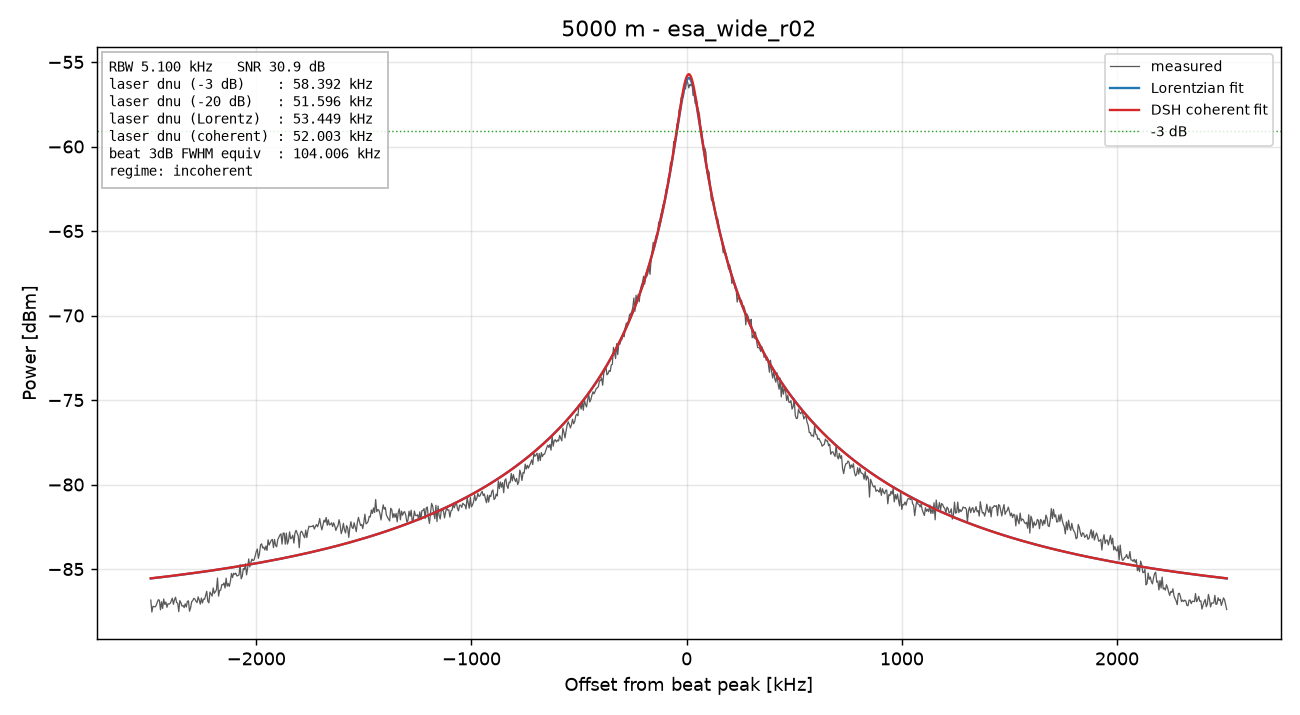 5000 m - esa_wide_r02
RBW 5.100 kHz   SNR 30.9 dB
laser dnu (-3 dB)    : 58.392 kHz
laser dnu (-20 dB)   : 51.596 kHz
laser dnu (Lorentz)  : 53.449 kHz
laser dnu (coherent) : 52.003 kHz
beat 3dB FWHM equiv  : 104.006 kHz
regime: incoherent
measured
Lorentzian fit
DSH coherent fit
-3 dB
Power [dBm]
−55
−60
−65
−70
−75
−80
−85
−2000
−1000
0
1000
2000
Offset from beat peak [kHz]